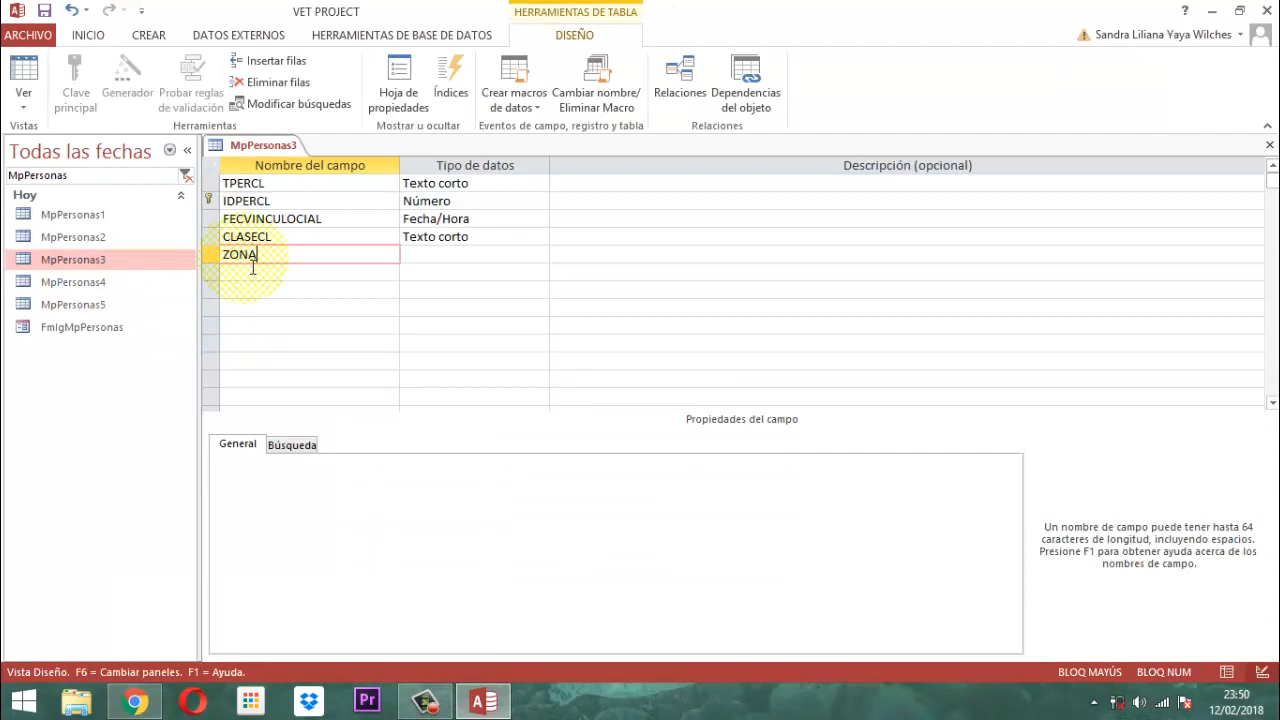 VET PROJECT
HERRAMIENTAS DE TABLA
?
ARCHIVO
INICIO
CREAR
DATOS EXTERNOS
HERRAMIENTAS DE BASE DE DATOS
DISEÑO
Sandra Liliana Yaya Wilches
Ver
Clave principal
Generador
Probar reglas de validación
Insertar filas
Eliminar filas
Modificar búsquedas
Hoja de propiedades
Índices
Crear macros de datos
Cambiar nombre/ Eliminar Macro
Relaciones
Dependencias del objeto
Vistas
Herramientas
Mostrar u ocultar
Eventos de campo, registro y tabla
Relaciones
Todas las fechas
MpPersonas
Hoy
MpPersonas1
MpPersonas2
MpPersonas3
MpPersonas4
MpPersonas5
FmIgMpPersonas
MpPersonas3
Nombre del campo
Tipo de datos
Descripción (opcional)
TPERCL
Texto corto
IDPERCL
Número
FECVINCULOCIAL
Fecha/Hora
CLASECL
Texto corto
ZONA
Propiedades del campo
General
Búsqueda
Un nombre de campo puede tener hasta 64
caracteres de longitud, incluyendo espacios.
Presione F1 para obtener ayuda acerca de los
nombres de campo.
Vista Diseño. F6 = Cambiar paneles. F1 = Ayuda.
BLOQ MAYÚS
BLOQ NUM
Pr
23:50
12/02/2018